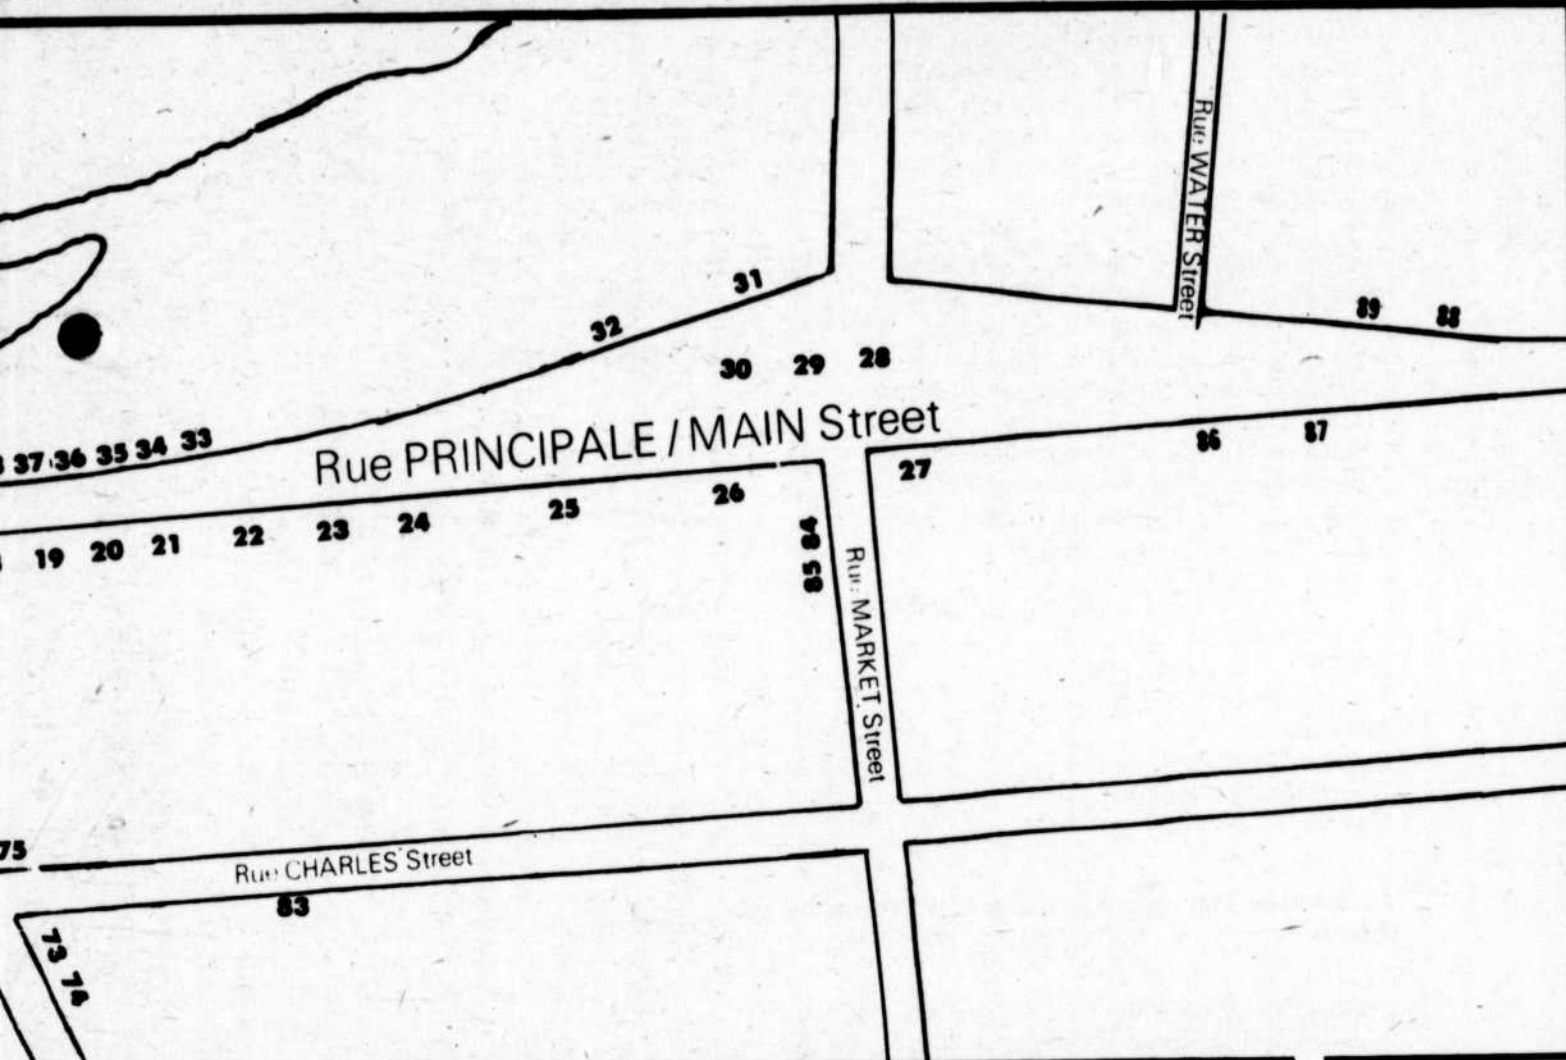 Rue WATER Street
31
89 88
32
30 29 28
Rue PRINCIPALE / MAIN Street
37 36 35 34 33
86 87
27
19 20 21 22 23 24 25 26
84
85
Rue MARKET Street
75
Rue CHARLES Street
83
73
74